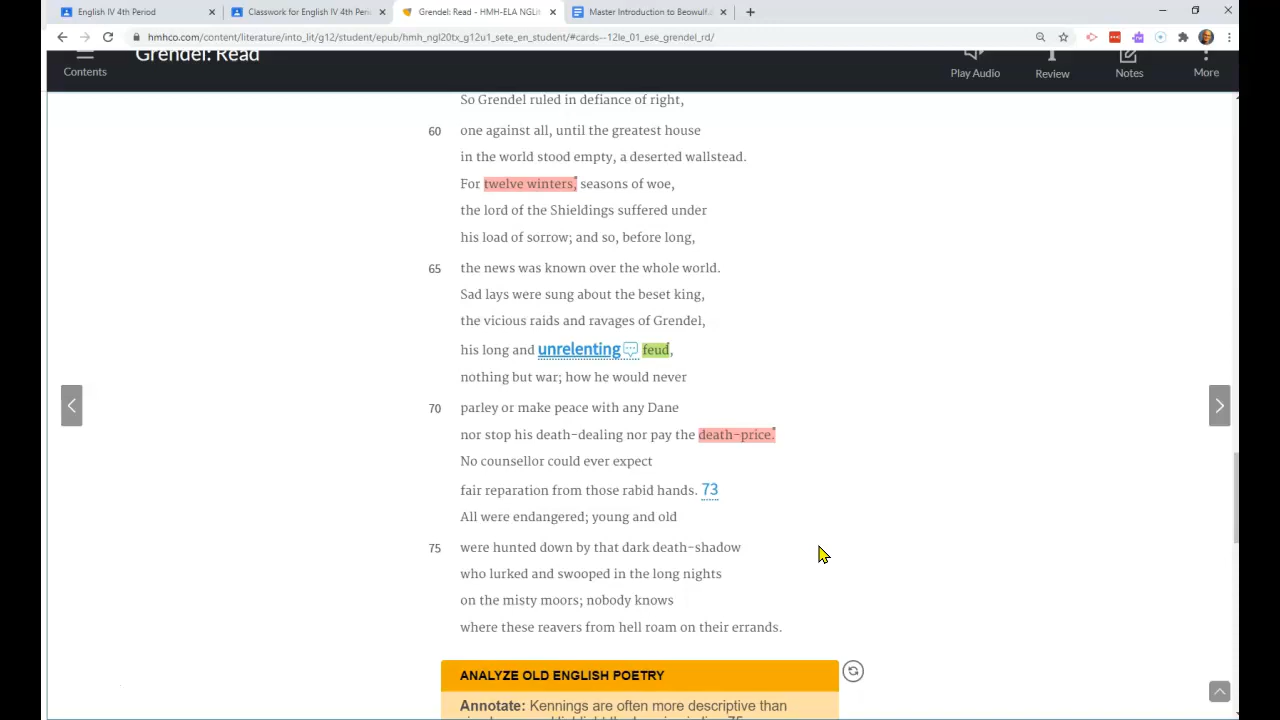 English IV 4th Period
Classwork for English IV 4th Peri
Grendel: Read - HMH-ELA NGLin
Master Introduction to Beowulf.d
hmhco.com/content/literature/into_lit/g12/student/epub/hmh_ngl20tx_g12u1_sete_en_student/#cards--12le_01_ese_grendel_rd/
Contents
Grendel: Read
Play Audio
Review
Notes
More
So Grendel ruled in defiance of right,
60 one against all, until the greatest house
in the world stood empty, a deserted wallstead.
For twelve winters, seasons of woe,
the lord of the Shieldings suffered under
his load of sorrow; and so, before long,
65 the news was known over the whole world.
Sad lays were sung about the beset king,
the vicious raids and ravages of Grendel,
his long and unrelenting feud,
nothing but war; how he would never
70 parley or make peace with any Dane
nor stop his death-dealing nor pay the death-price.
No counsellor could ever expect
fair reparation from those rabid hands. 73
All were endangered; young and old
75 were hunted down by that dark death-shadow
who lurked and swooped in the long nights
on the misty moors; nobody knows
where these reavers from hell roam on their errands.
ANALYZE OLD ENGLISH POETRY
Annotate: Kennings are often more descriptive than